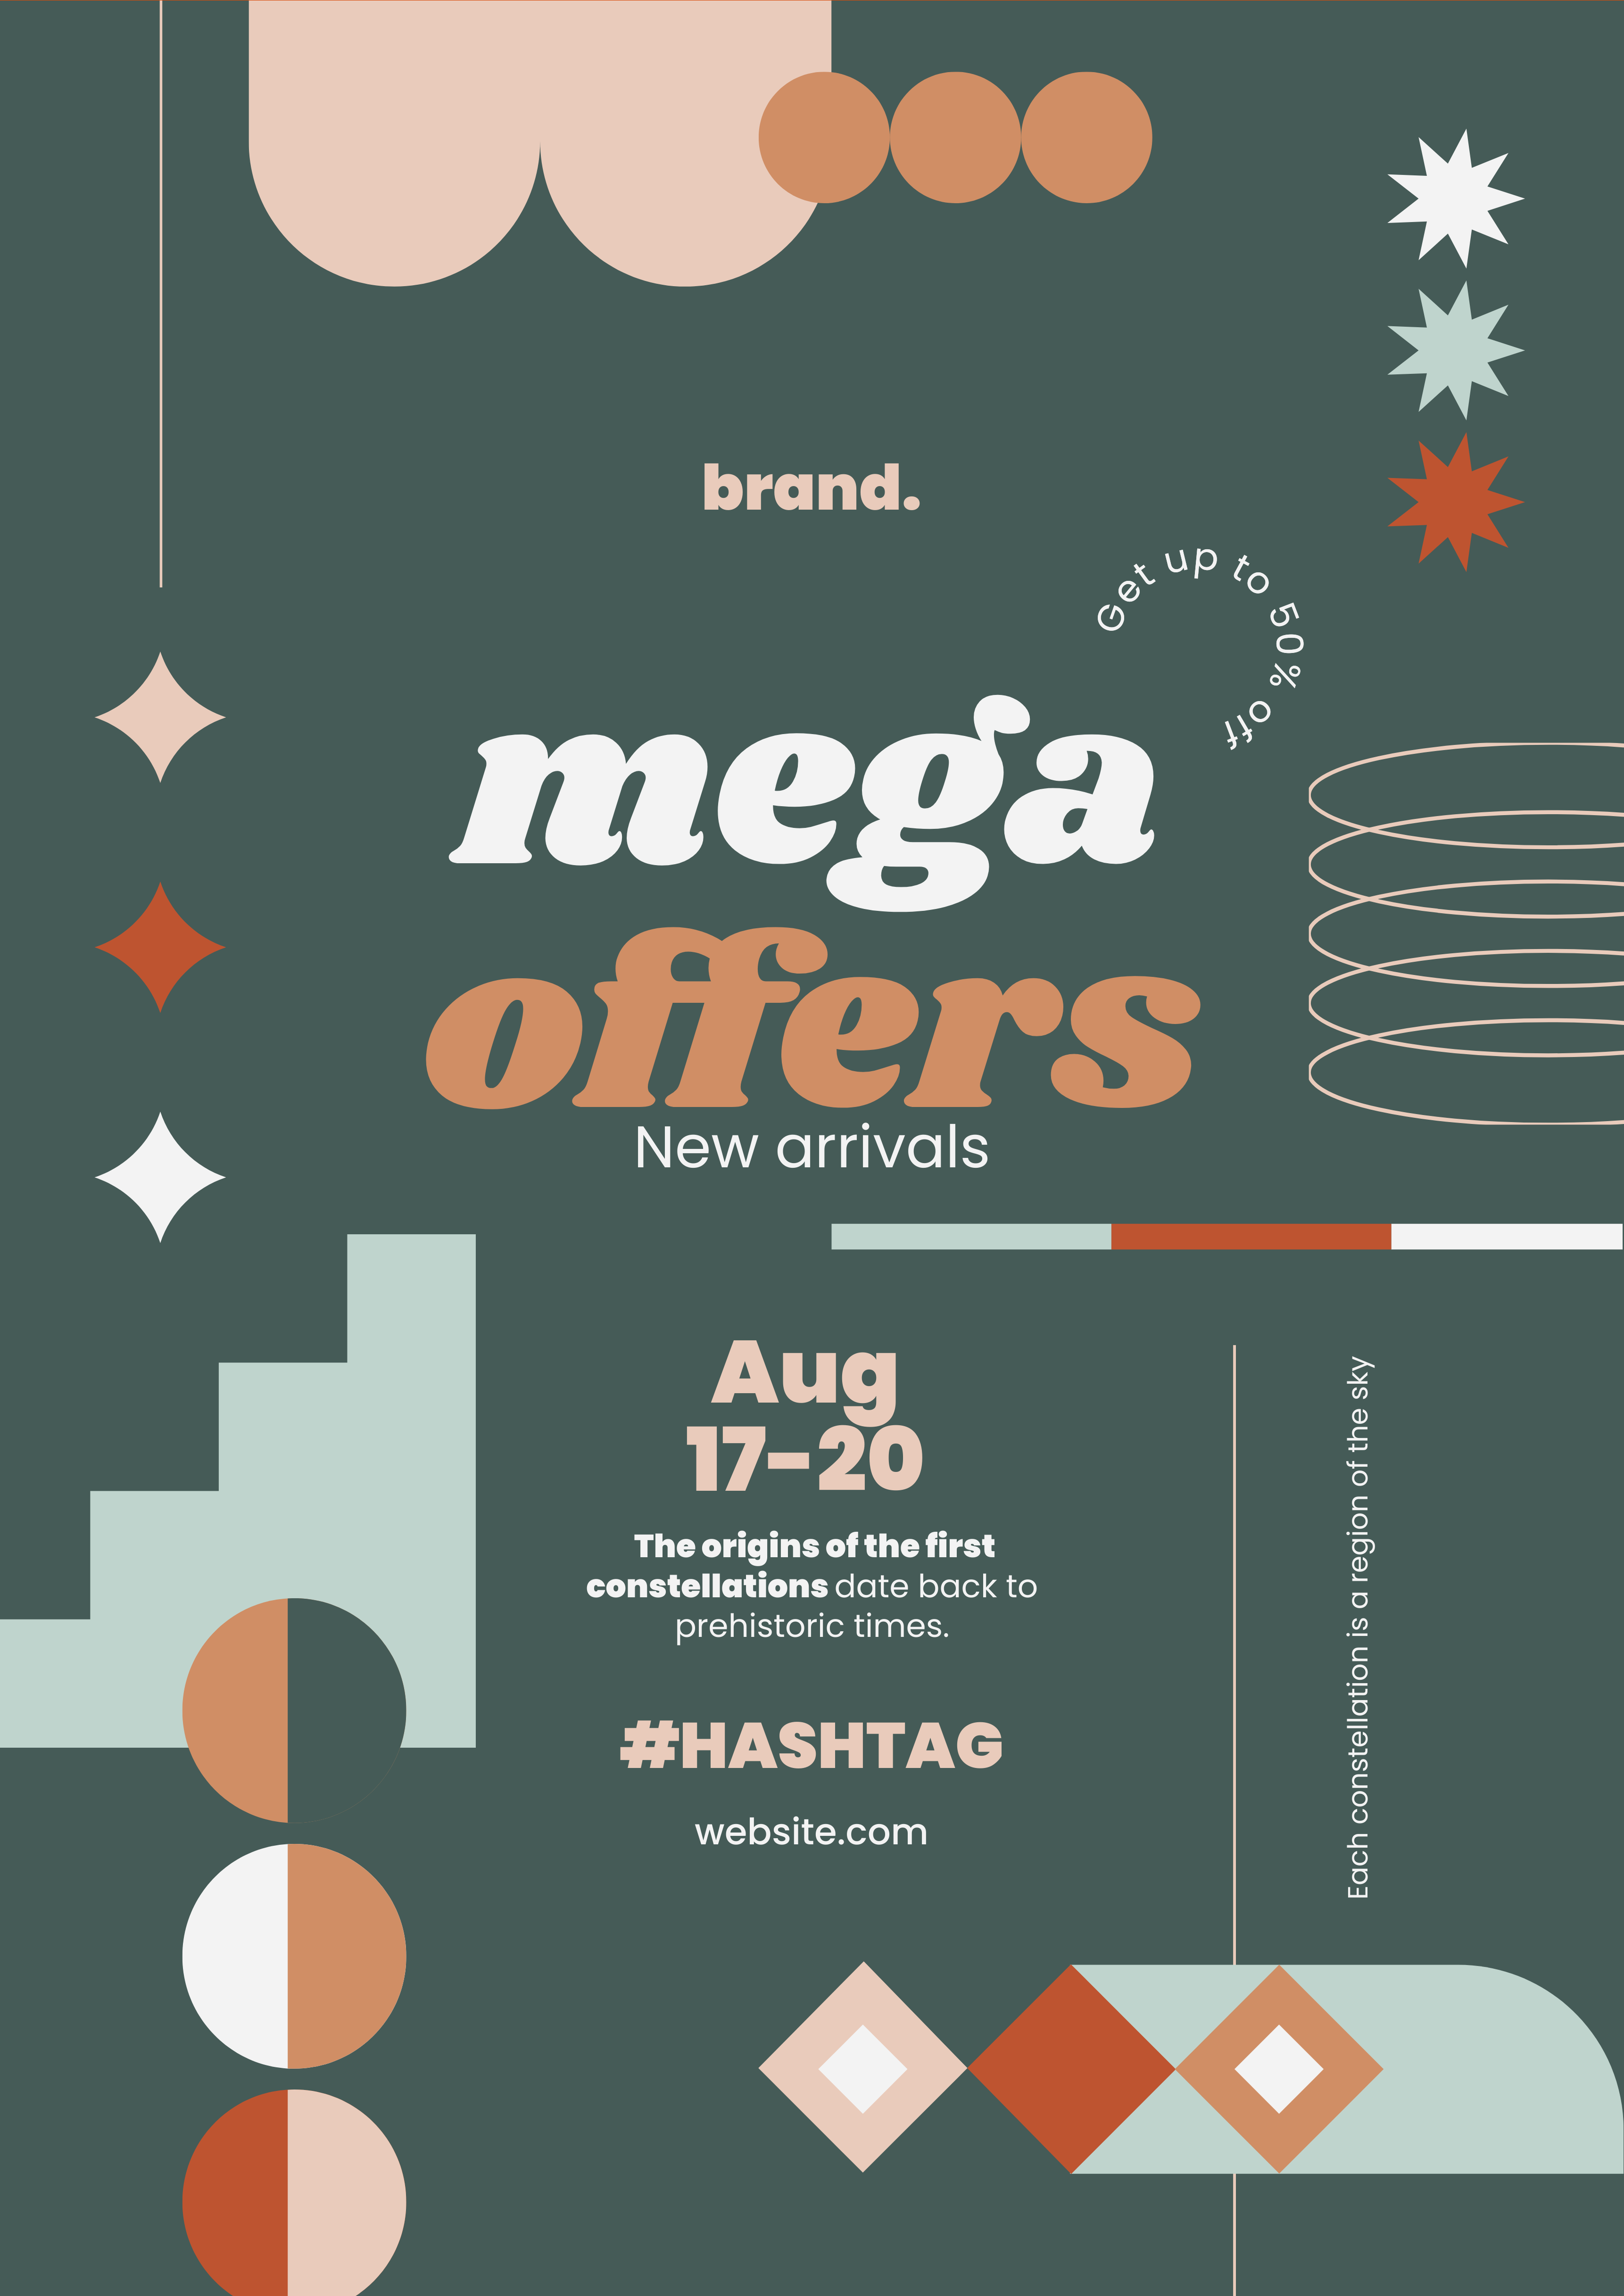 brand.
Get up to 50% off
mega
offers
New arrivals
Aug
17–20
The origins of the first
constellations date back to
prehistoric times.
#HASHTAG
website.com
Each constellation is a region of the sky